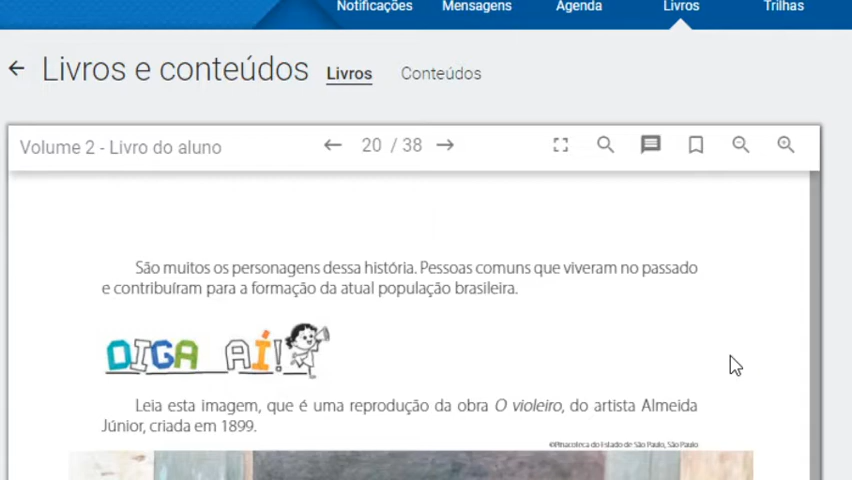 Notificações Mensagens Agenda Livros Trilhas
Livros e conteúdos Livros Conteúdos
Volume 2 - Livro do aluno 20 / 38
São muitos os personagens dessa história. Pessoas comuns que viveram no passado
e contribuíram para a formação da atual população brasileira.
DIGA AÍ!
Leia esta imagem, que é uma reprodução da obra O violeiro, do artista Almeida
Júnior, criada em 1899.
©Pinacoteca do Estado de São Paulo, São Paulo